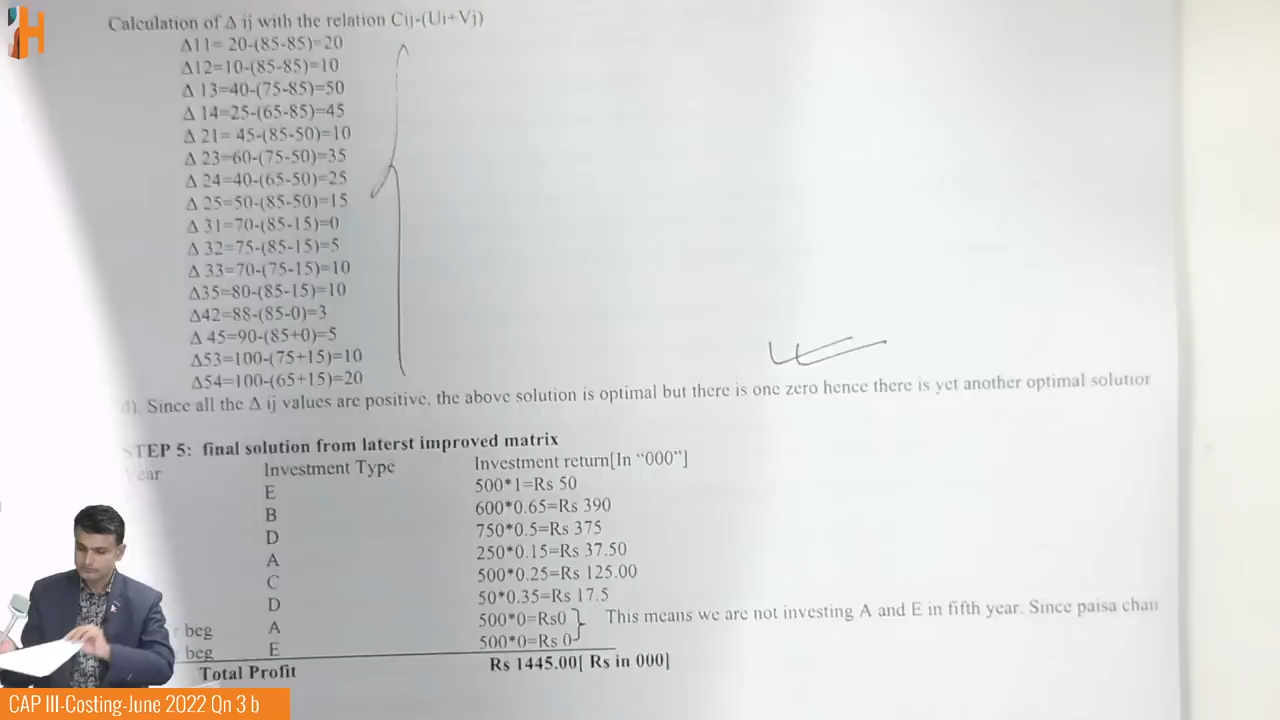 H
Calculation of Δ ij with the relation Cij-(Ui+Vj)
Δ11= 20-(85-85)=20
Δ12=10-(85-85)=10
Δ 13=40-(75-85)=50
Δ 14=25-(65-85)=45
Δ 21= 45-(85-50)=10
Δ 23=60-(75-50)=35
Δ 24=40-(65-50)=25
Δ 25=50-(85-50)=15
Δ 31=70-(85-15)=0
Δ 32=75-(85-15)=5
Δ 33=70-(75-15)=10
Δ35=80-(85-15)=10
Δ42=88-(85-0)=3
Δ 45=90-(85+0)=5
Δ53=100-(75+15)=10
Δ54=100-(65+15)=20
d). Since all the Δ ij values are positive, the above solution is optimal but there is one zero hence there is yet another optimal solution
STEP 5: final solution from laterst improved matrix
Year Investment Type Investment return[In “000”]
E 500*1=Rs 50
B 600*0.65=Rs 390
D 750*0.5=Rs 375
A 250*0.15=Rs 37.50
C 500*0.25=Rs 125.00
D 50*0.35=Rs 17.5
r beg A 500*0=Rs0 } This means we are not investing A and E in fifth year. Since paisa chan
beg E 500*0=Rs 0
Total Profit Rs 1445.00[ Rs in 000]
CAP III-Costing-June 2022 Qn 3 b